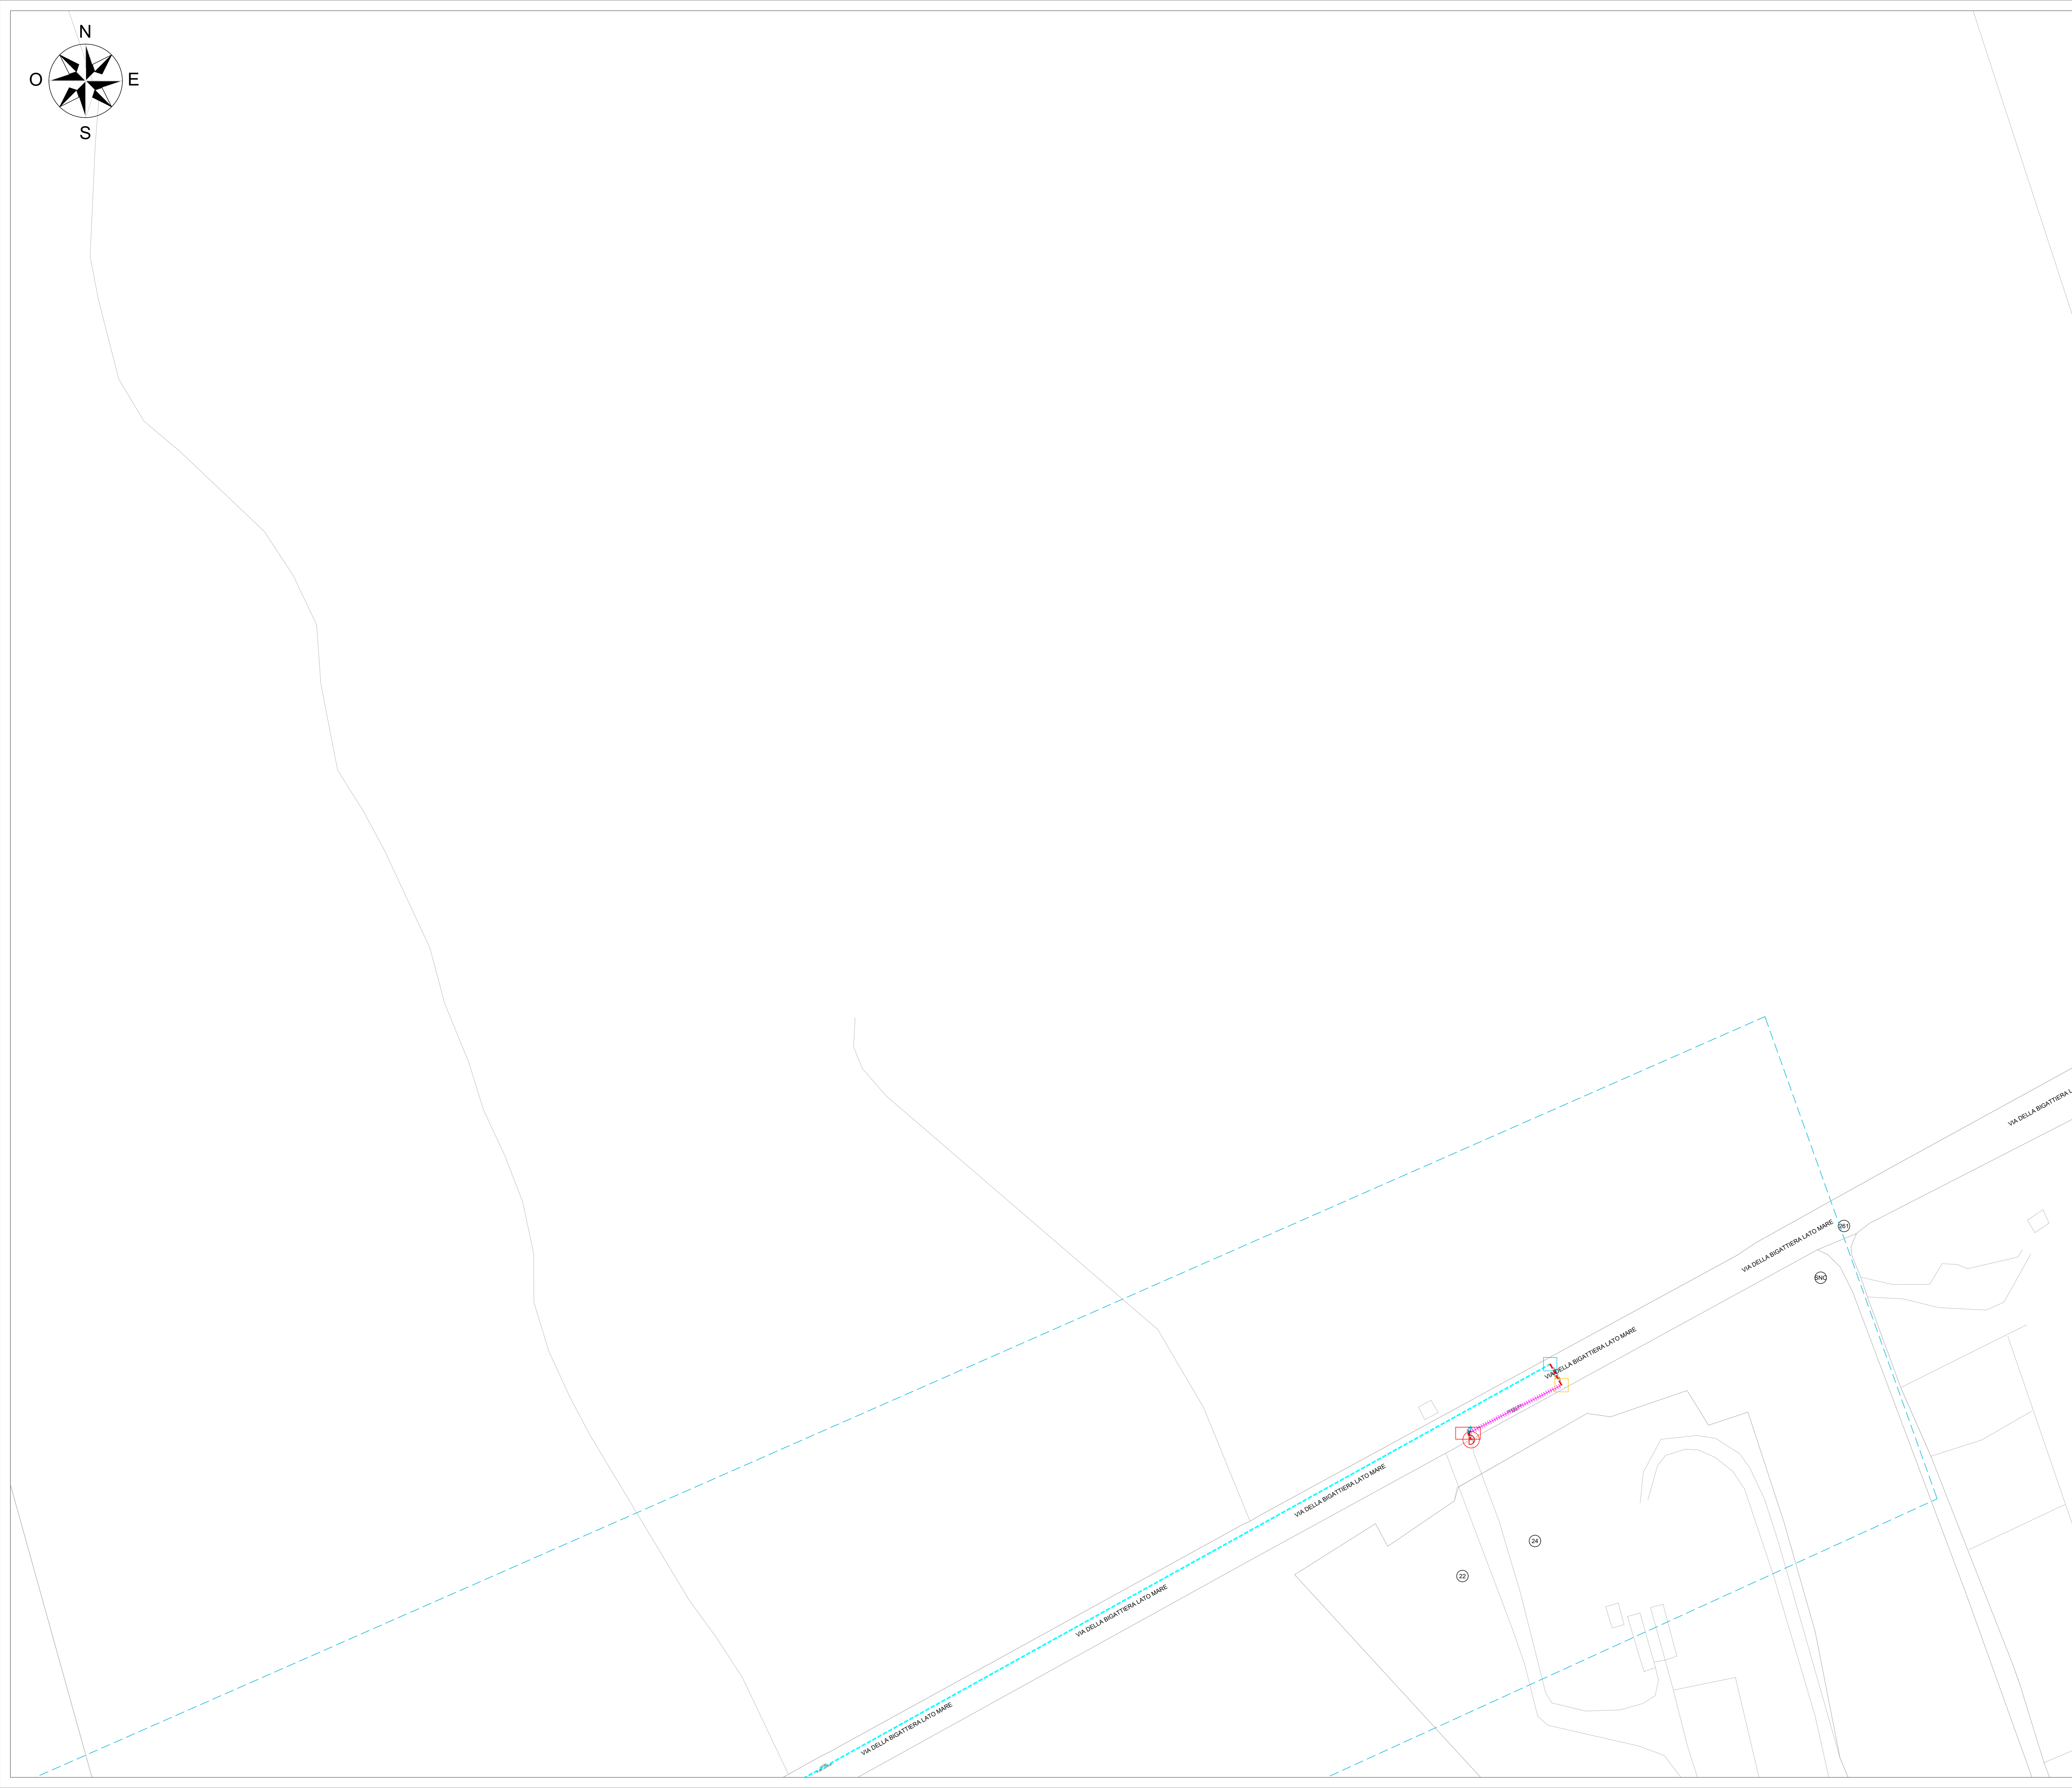 N
O E
S
VIA DELLA BIGATTIERA L
261
VIA DELLA BIGATTIERA LATO MARE
SNC
VIA DELLA BIGATTIERA LATO MARE
D
VIA DELLA BIGATTIERA LATO MARE
24
22
VIA DELLA BIGATTIERA LATO MARE
VIA DELLA BIGATTIERA LATO MARE